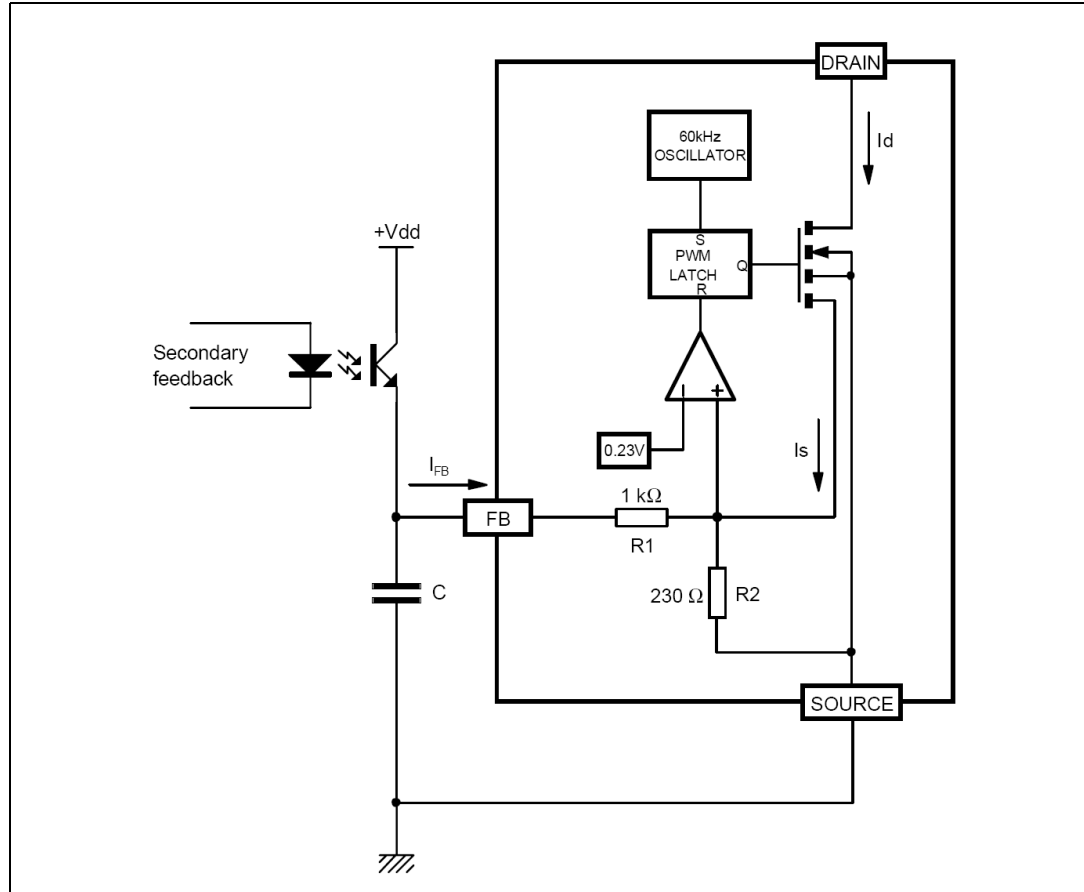 DRAIN
60kHz
OSCILLATOR
Id
+Vdd
S
PWM
LATCH
Q
R
Secondary
feedback
- +
0.23V
Is
IFB
1 kΩ
FB
R1
C
230 Ω
R2
SOURCE